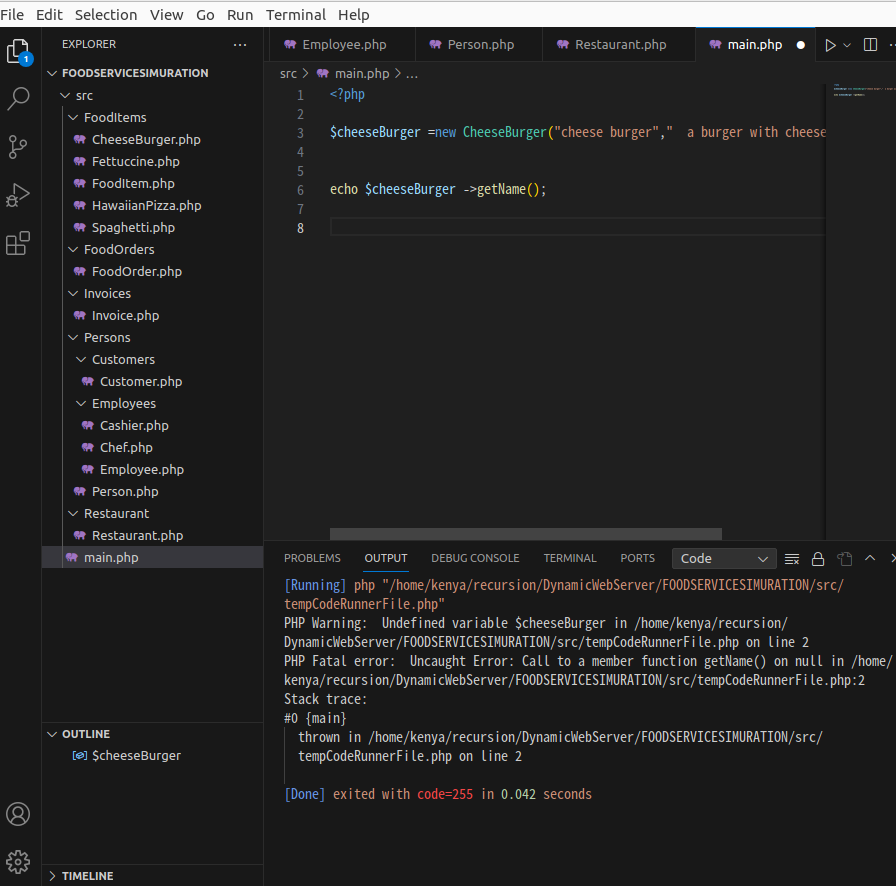 File Edit Selection View Go Run Terminal Help
EXPLORER
1
FOODSERVICESIMURATION
src
FoodItems
CheeseBurger.php
Fettuccine.php
FoodItem.php
HawaiianPizza.php
Spaghetti.php
FoodOrders
FoodOrder.php
Invoices
Invoice.php
Persons
Customers
Customer.php
Employees
Cashier.php
Chef.php
Employee.php
Person.php
Restaurant
Restaurant.php
main.php
OUTLINE
$cheeseBurger
TIMELINE
Employee.php Person.php Restaurant.php main.php
src > main.php > ...
1 <?php
2
3 $cheeseBurger =new CheeseBurger("cheese burger","  a burger with cheese
4
5
6 echo $cheeseBurger ->getName();
7
8
PROBLEMS OUTPUT DEBUG CONSOLE TERMINAL PORTS Code
[Running] php "/home/kenya/recursion/DynamicWebServer/FOODSERVICESIMURATION/src/
tempCodeRunnerFile.php"
PHP Warning:  Undefined variable $cheeseBurger in /home/kenya/recursion/
DynamicWebServer/FOODSERVICESIMURATION/src/tempCodeRunnerFile.php on line 2
PHP Fatal error:  Uncaught Error: Call to a member function getName() on null in /home/
kenya/recursion/DynamicWebServer/FOODSERVICESIMURATION/src/tempCodeRunnerFile.php:2
Stack trace:
#0 {main}
  thrown in /home/kenya/recursion/DynamicWebServer/FOODSERVICESIMURATION/src/
  tempCodeRunnerFile.php on line 2
[Done] exited with code=255 in 0.042 seconds